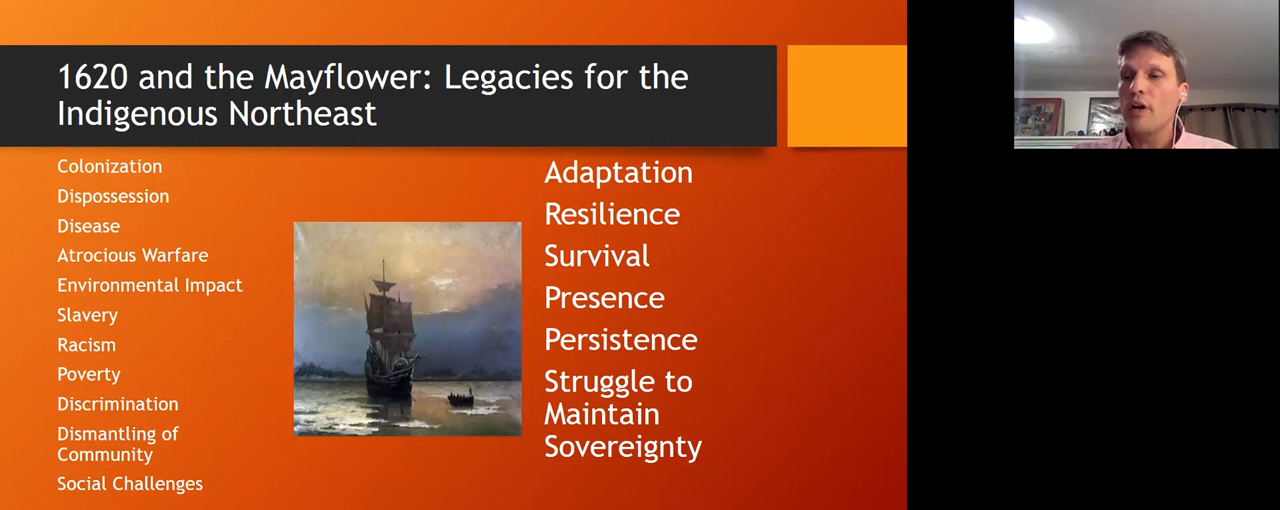 1620 and the Mayflower: Legacies for the
Indigenous Northeast
Colonization
Dispossession
Disease
Atrocious Warfare
Environmental Impact
Slavery
Racism
Poverty
Discrimination
Dismantling of
Community
Social Challenges
Adaptation
Resilience
Survival
Presence
Persistence
Struggle to
Maintain
Sovereignty